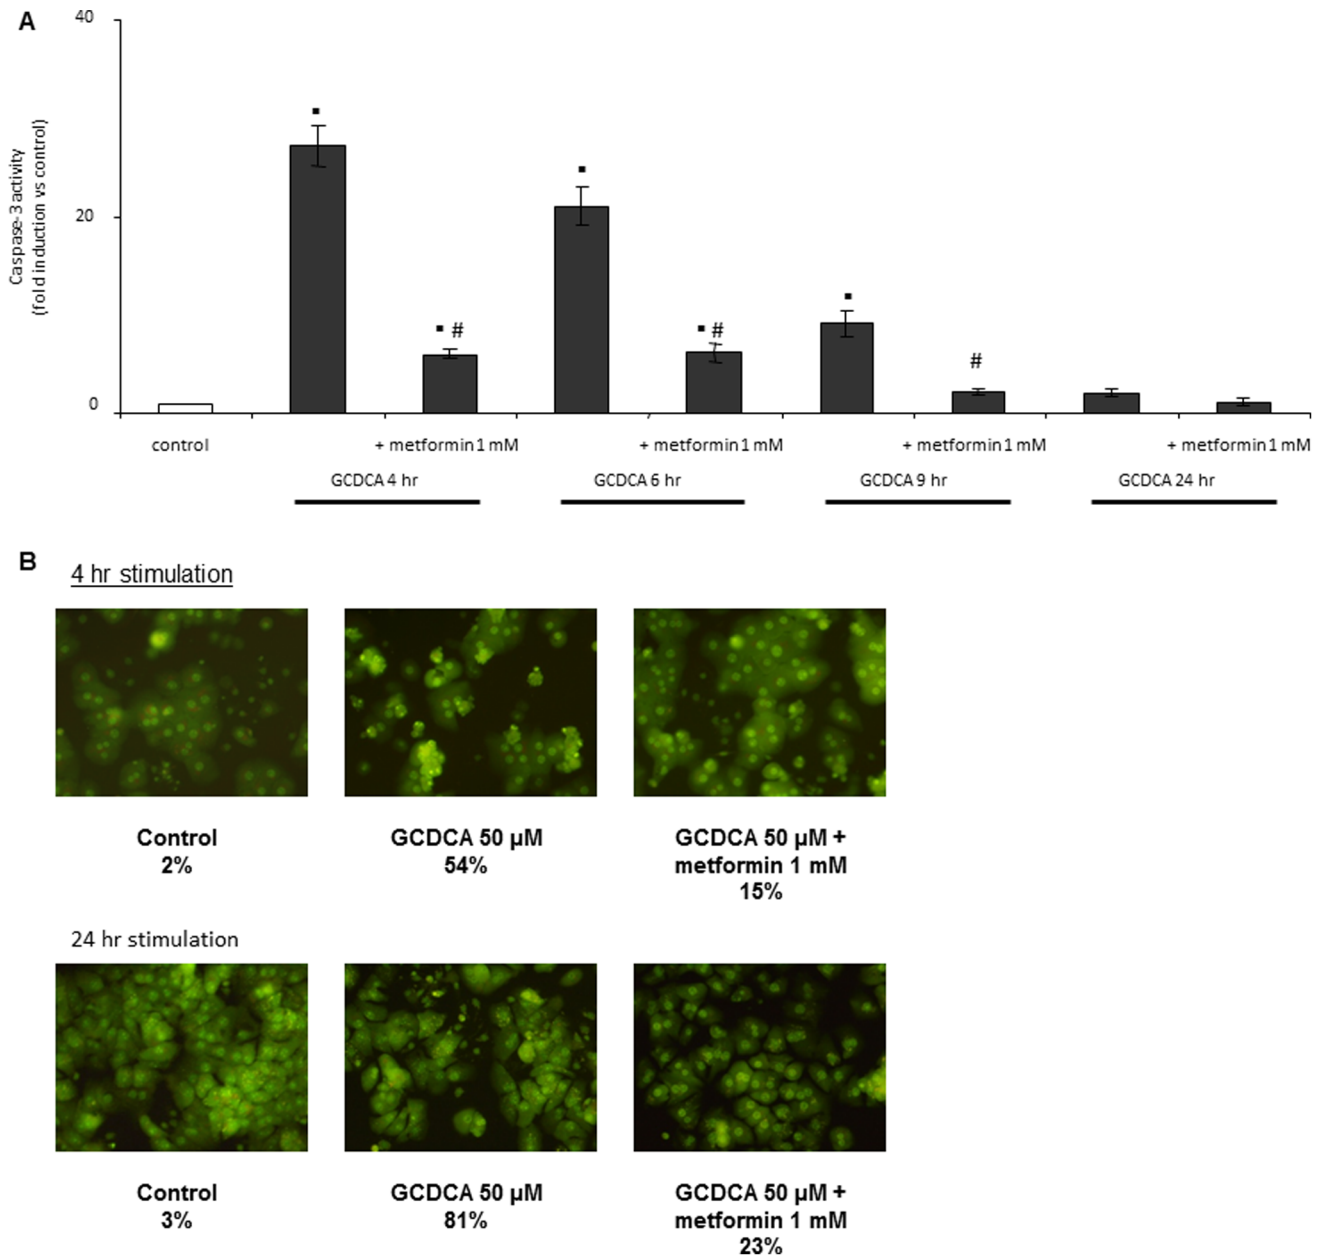 A
40
20
0
Caspase-3 activity
(fold induction vs control)
▪
▪ #
▪
▪ #
▪
#
control
+ metformin 1 mM
+ metformin 1 mM
+ metformin 1 mM
+ metformin 1 mM
GCDCA 4 hr
GCDCA 6 hr
GCDCA 9 hr
GCDCA 24 hr
B
4 hr stimulation
Control
2%
GCDCA 50 µM
54%
GCDCA 50 µM +
metformin 1 mM
15%
24 hr stimulation
Control
3%
GCDCA 50 µM
81%
GCDCA 50 µM +
metformin 1 mM
23%